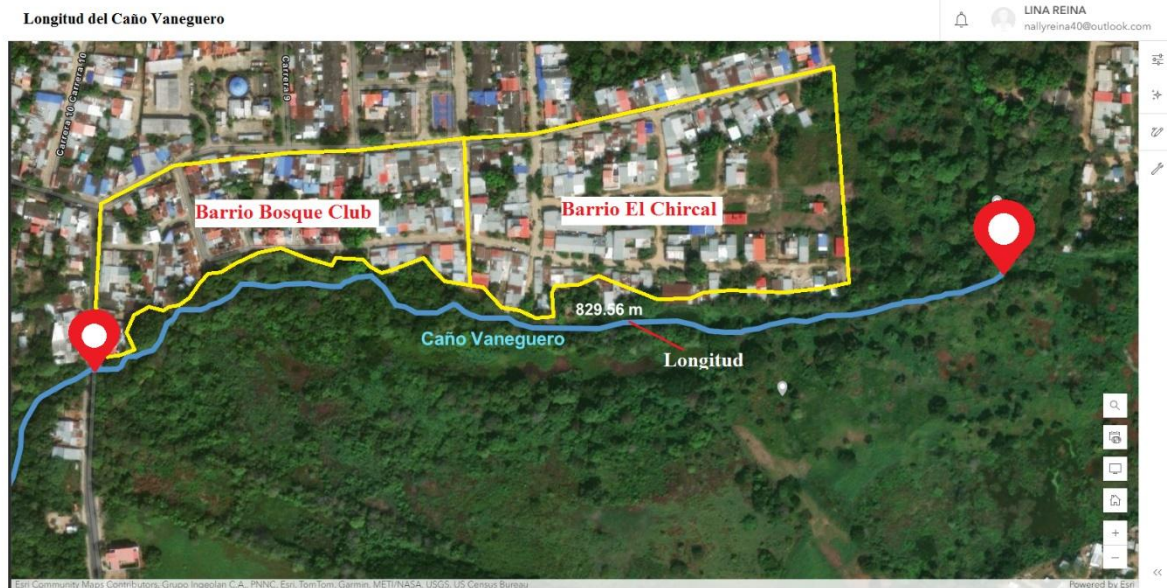 Longitud del Caño Vaneguero
LINA REINA
nallyreina40@outlook.com
Carrera 10 Carrera 10
Carrera 9
Barrio Bosque Club
Barrio El Chircal
829.56 m
Caño Vaneguero
Longitud
Esri Community Maps Contributors, Grupo Ingeolan C.A., PNNC, Esri, TomTom, Garmin, METI/NASA, USGS, US Census Bureau
Powered by Esri